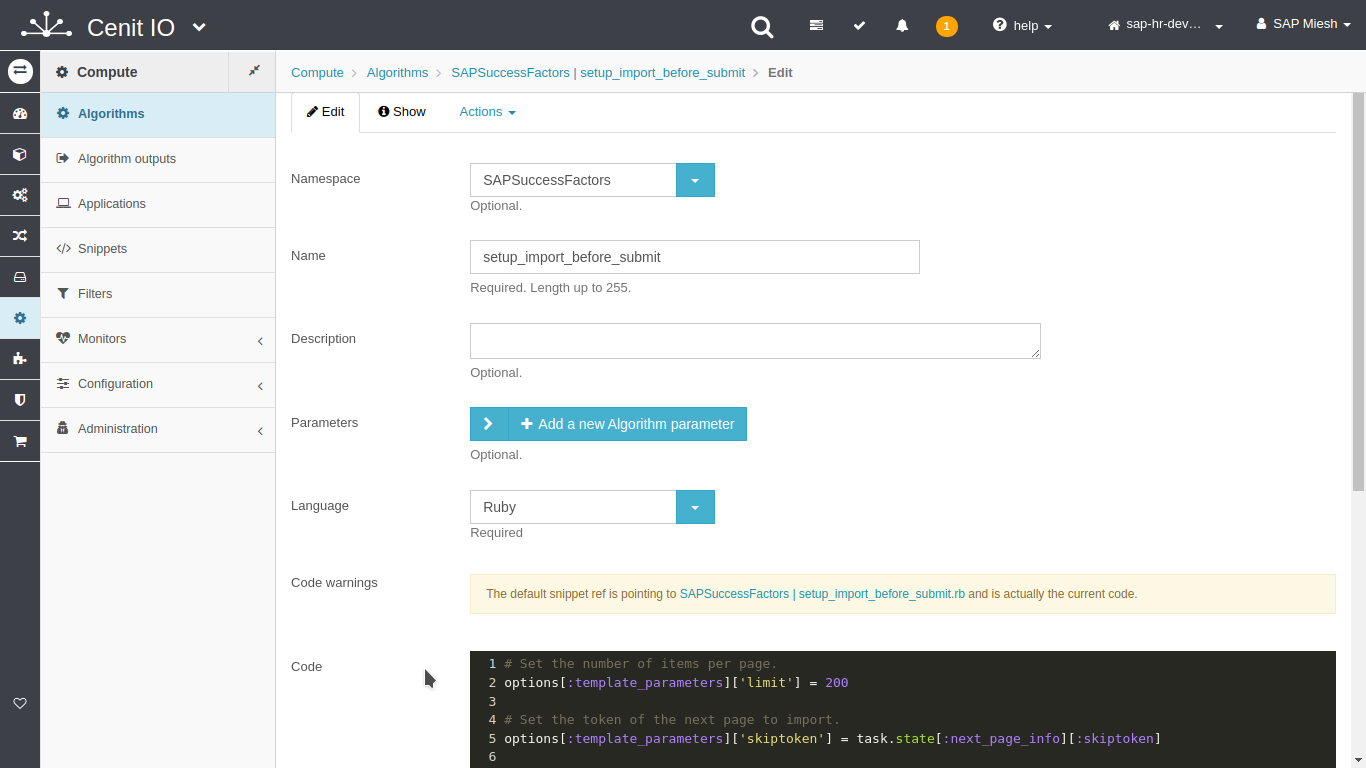 Cenit IO
1
help
sap-hr-dev…
SAP Miesh
Compute
Compute
Algorithms
SAPSuccessFactors | setup_import_before_submit
Edit
Algorithms
Algorithm outputs
Applications
Snippets
Filters
Monitors
Configuration
Administration
Edit
Show
Actions
Namespace
SAPSuccessFactors
Optional.
Name
setup_import_before_submit
Required. Length up to 255.
Description
Optional.
Parameters
Add a new Algorithm parameter
Optional.
Language
Ruby
Required
Code warnings
The default snippet ref is pointing to SAPSuccessFactors | setup_import_before_submit.rb and is actually the current code.
Code
1 # Set the number of items per page.
2 options[:template_parameters]['limit'] = 200
3
4 # Set the token of the next page to import.
5 options[:template_parameters]['skiptoken'] = task.state[:next_page_info][:skiptoken]
6